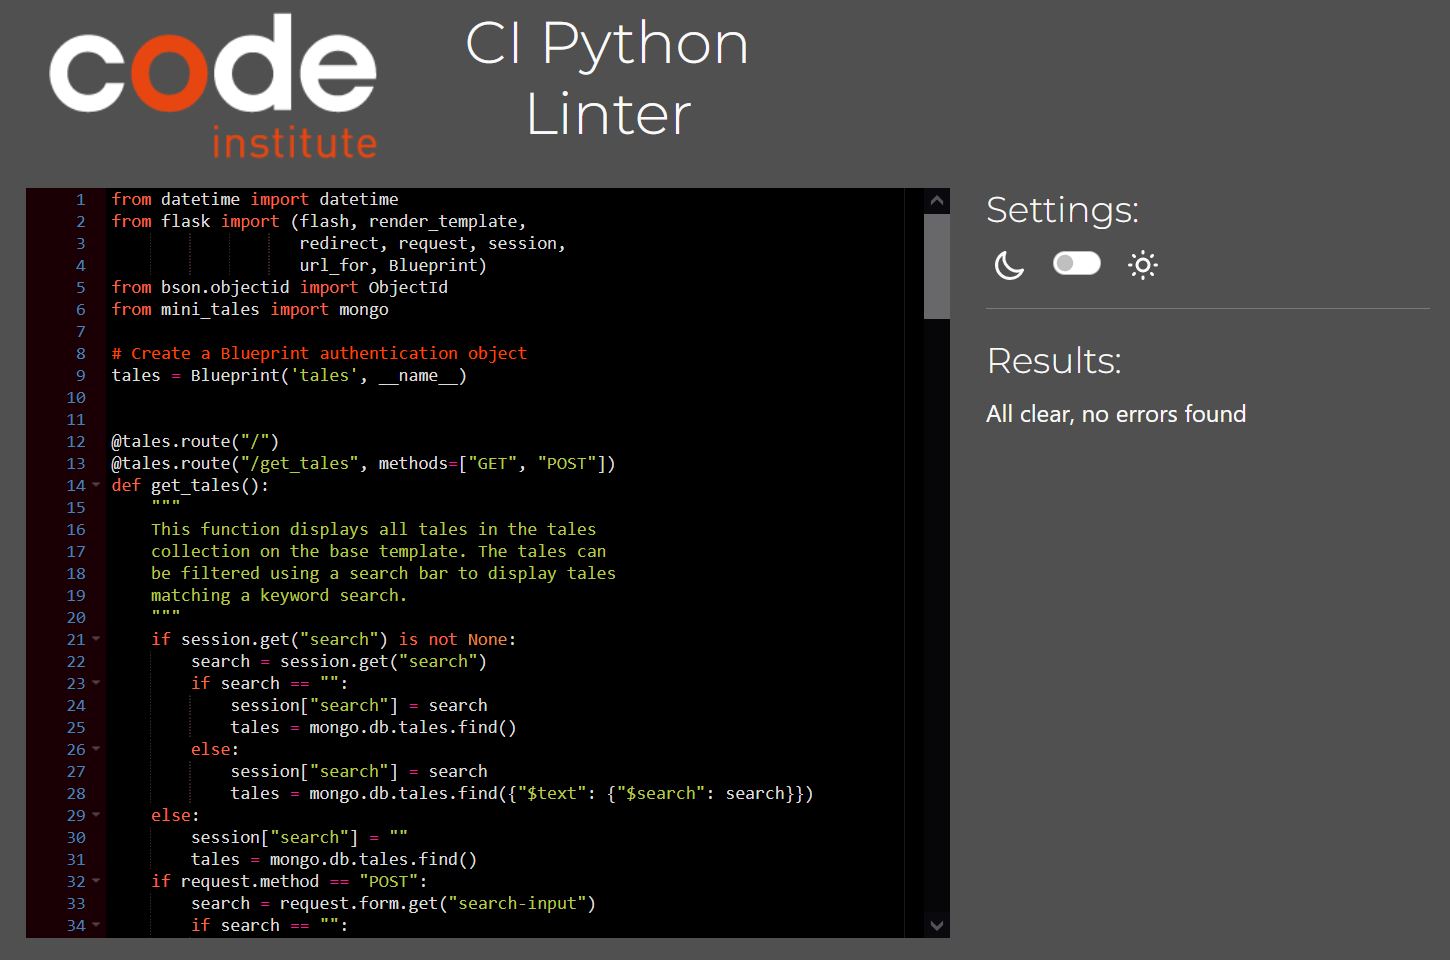 code
institute
CI Python
Linter
1 from datetime import datetime
2 from flask import (flash, render_template,
3                    redirect, request, session,
4                    url_for, Blueprint)
5 from bson.objectid import ObjectId
6 from mini_tales import mongo
7
8 # Create a Blueprint authentication object
9 tales = Blueprint('tales', __name__)
10
11
12 @tales.route("/")
13 @tales.route("/get_tales", methods=["GET", "POST"])
14 def get_tales():
15     """
16     This function displays all tales in the tales
17     collection on the base template. The tales can
18     be filtered using a search bar to display tales
19     matching a keyword search.
20     """
21     if session.get("search") is not None:
22         search = session.get("search")
23         if search == "":
24             session["search"] = search
25             tales = mongo.db.tales.find()
26         else:
27             session["search"] = search
28             tales = mongo.db.tales.find({"$text": {"$search": search}})
29     else:
30         session["search"] = ""
31         tales = mongo.db.tales.find()
32     if request.method == "POST":
33         search = request.form.get("search-input")
34         if search == "":
Settings:
Results:
All clear, no errors found